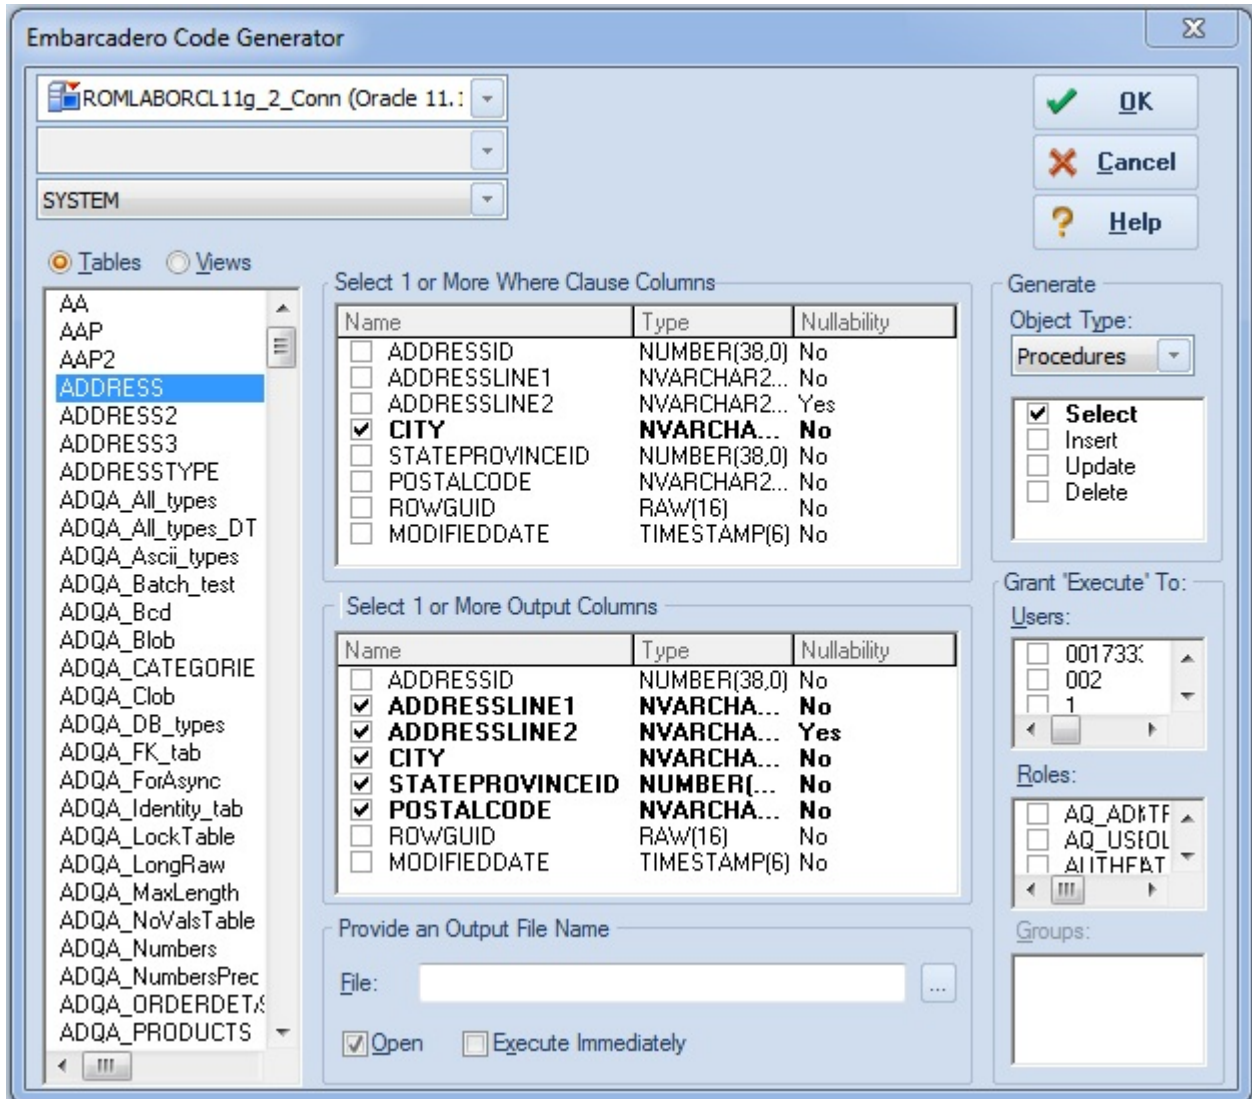 Embarcadero Code Generator
ROMLABORCL11g_2_Conn (Oracle 11.1
SYSTEM
OK
Cancel
Help
Tables Views
AA
AAP
AAP2
ADDRESS
ADDRESS2
ADDRESS3
ADDRESSTYPE
ADQA_All_types
ADQA_All_types_DT
ADQA_Ascii_types
ADQA_Batch_test
ADQA_Bcd
ADQA_Blob
ADQA_CATEGORIE
ADQA_Clob
ADQA_DB_types
ADQA_FK_tab
ADQA_ForAsync
ADQA_Identity_tab
ADQA_LockTable
ADQA_LongRaw
ADQA_MaxLength
ADQA_NoValsTable
ADQA_Numbers
ADQA_NumbersPrec
ADQA_ORDERDETAS
ADQA_PRODUCTS
Select 1 or More Where Clause Columns
Name Type Nullability
ADDRESSID NUMBER(38,0) No
ADDRESSLINE1 NVARCHAR2... No
ADDRESSLINE2 NVARCHAR2... Yes
CITY NVARCHA... No
STATEPROVINCEID NUMBER(38,0) No
POSTALCODE NVARCHAR2... No
ROWGUID RAW(16) No
MODIFIEDDATE TIMESTAMP(6) No
Select 1 or More Output Columns
Name Type Nullability
ADDRESSID NUMBER(38,0) No
ADDRESSLINE1 NVARCHA... No
ADDRESSLINE2 NVARCHA... Yes
CITY NVARCHA... No
STATEPROVINCEID NUMBER(... No
POSTALCODE NVARCHA... No
ROWGUID RAW(16) No
MODIFIEDDATE TIMESTAMP(6) No
Provide an Output File Name
File:
...
Open Execute Immediately
Generate
Object Type:
Procedures
Select
Insert
Update
Delete
Grant 'Execute' To:
Users:
001733
002
1
Roles:
Groups: